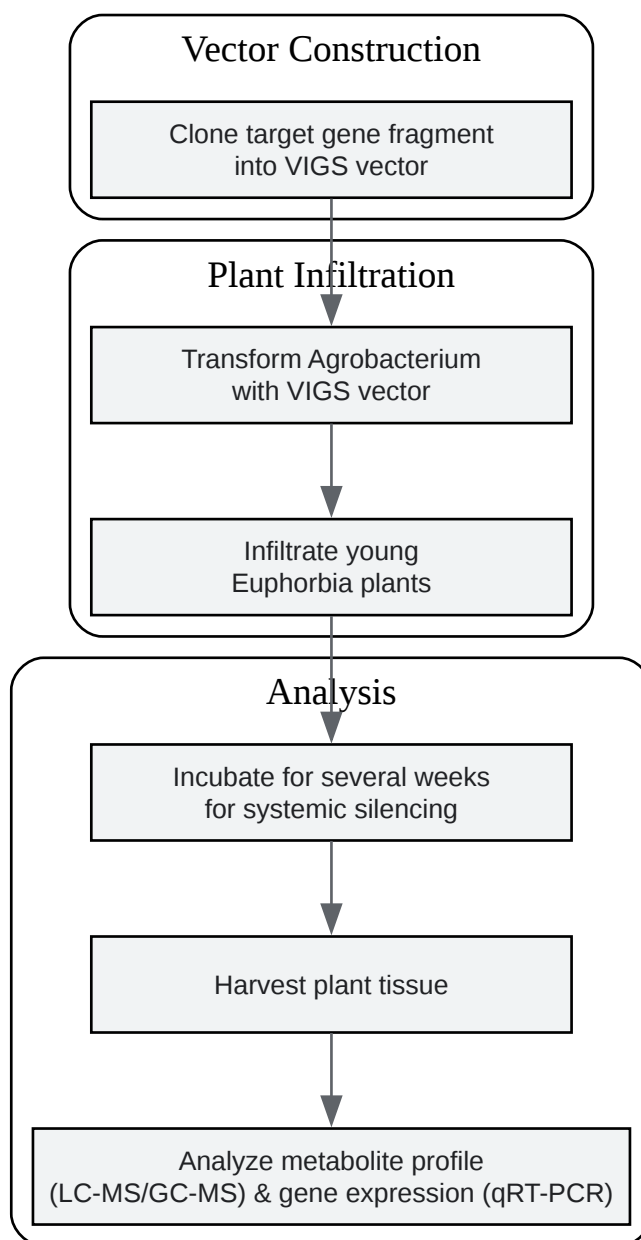 Vector Construction
Clone target gene fragment
into VIGS vector
Plant Infiltration
Transform Agrobacterium
with VIGS vector
Infiltrate young
Euphorbia plants
Analysis
Incubate for several weeks
for systemic silencing
Harvest plant tissue
Analyze metabolite profile
(LC-MS/GC-MS) & gene expression (qRT-PCR)